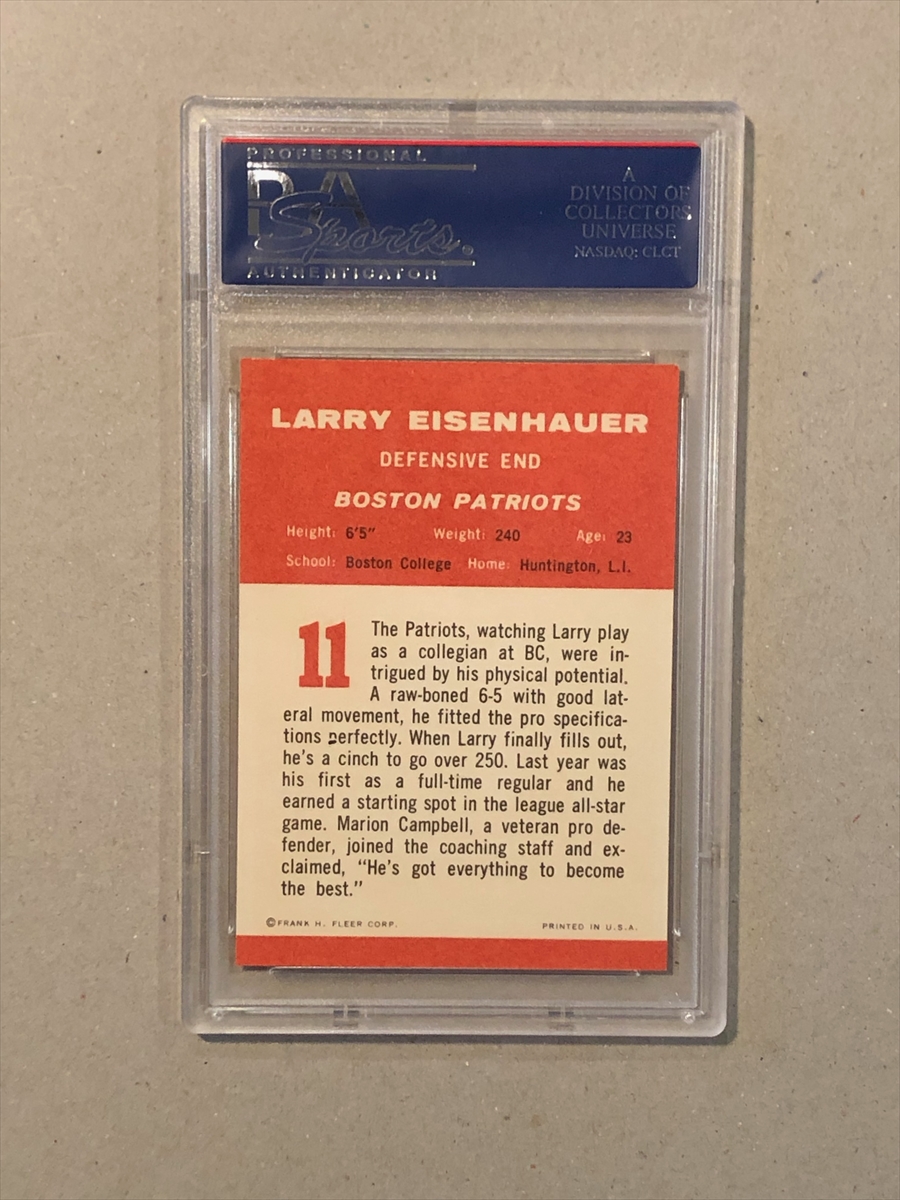 PROFESSIONAL
PSA
Sports.
AUTHENTICATOR
A
DIVISION OF
COLLECTORS
UNIVERSE
NASDAQ: CLCT
LARRY EISENHAUER
DEFENSIVE END
BOSTON PATRIOTS
Height: 6'5" Weight: 240 Age: 23
School: Boston College Home: Huntington, L.I.
11
The Patriots, watching Larry play
as a collegian at BC, were in-
trigued by his physical potential.
A raw-boned 6-5 with good lat-
eral movement, he fitted the pro specifica-
tions perfectly. When Larry finally fills out,
he's a cinch to go over 250. Last year was
his first as a full-time regular and he
earned a starting spot in the league all-star
game. Marion Campbell, a veteran pro de-
fender, joined the coaching staff and ex-
claimed, "He's got everything to become
the best."
©FRANK H. FLEER CORP. PRINTED IN U.S.A.